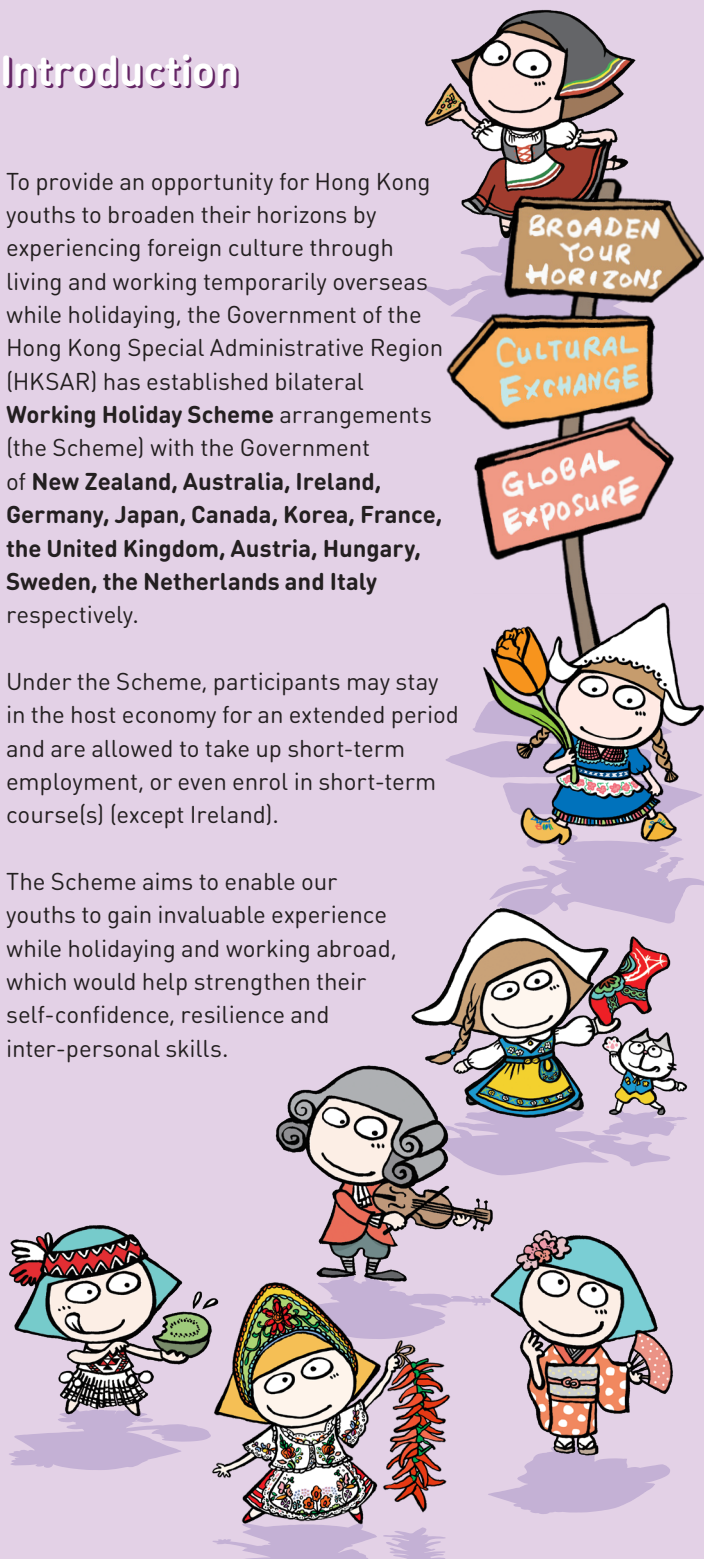 Introduction
To provide an opportunity for Hong Kong
youths to broaden their horizons by
experiencing foreign culture through
living and working temporarily overseas
while holidaying, the Government of the
Hong Kong Special Administrative Region
(HKSAR) has established bilateral
Working Holiday Scheme arrangements
(the Scheme) with the Government
of New Zealand, Australia, Ireland,
Germany, Japan, Canada, Korea, France,
the United Kingdom, Austria, Hungary,
Sweden, the Netherlands and Italy
respectively.
Under the Scheme, participants may stay
in the host economy for an extended period
and are allowed to take up short-term
employment, or even enrol in short-term
course(s) (except Ireland).
The Scheme aims to enable our
youths to gain invaluable experience
while holidaying and working abroad,
which would help strengthen their
self-confidence, resilience and
inter-personal skills.
BROADEN
YOUR
HORIZONS
CULTURAL
EXCHANGE
GLOBAL
EXPOSURE